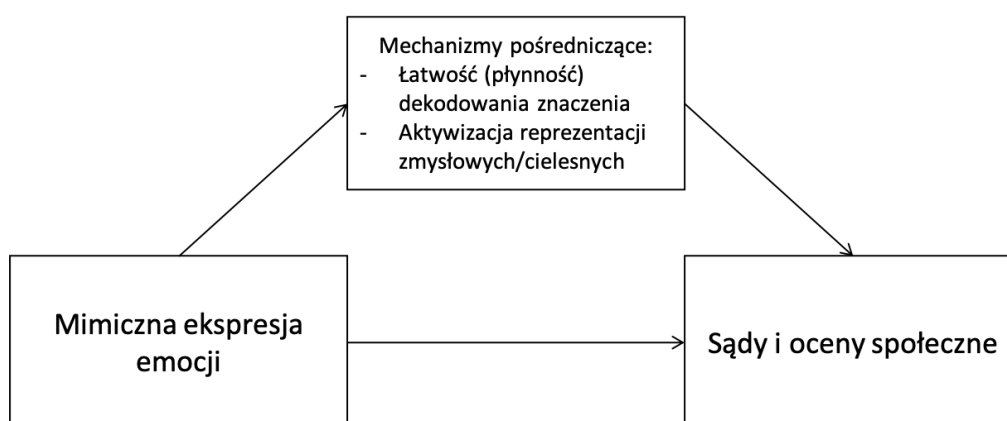 Mechanizmy pośredniczące:
- Łatwość (płynność)
dekodowania znaczenia
- Aktywizacja reprezentacji
zmysłowych/cielesnych
Mimiczna ekspresja
emocji
Sądy i oceny społeczne